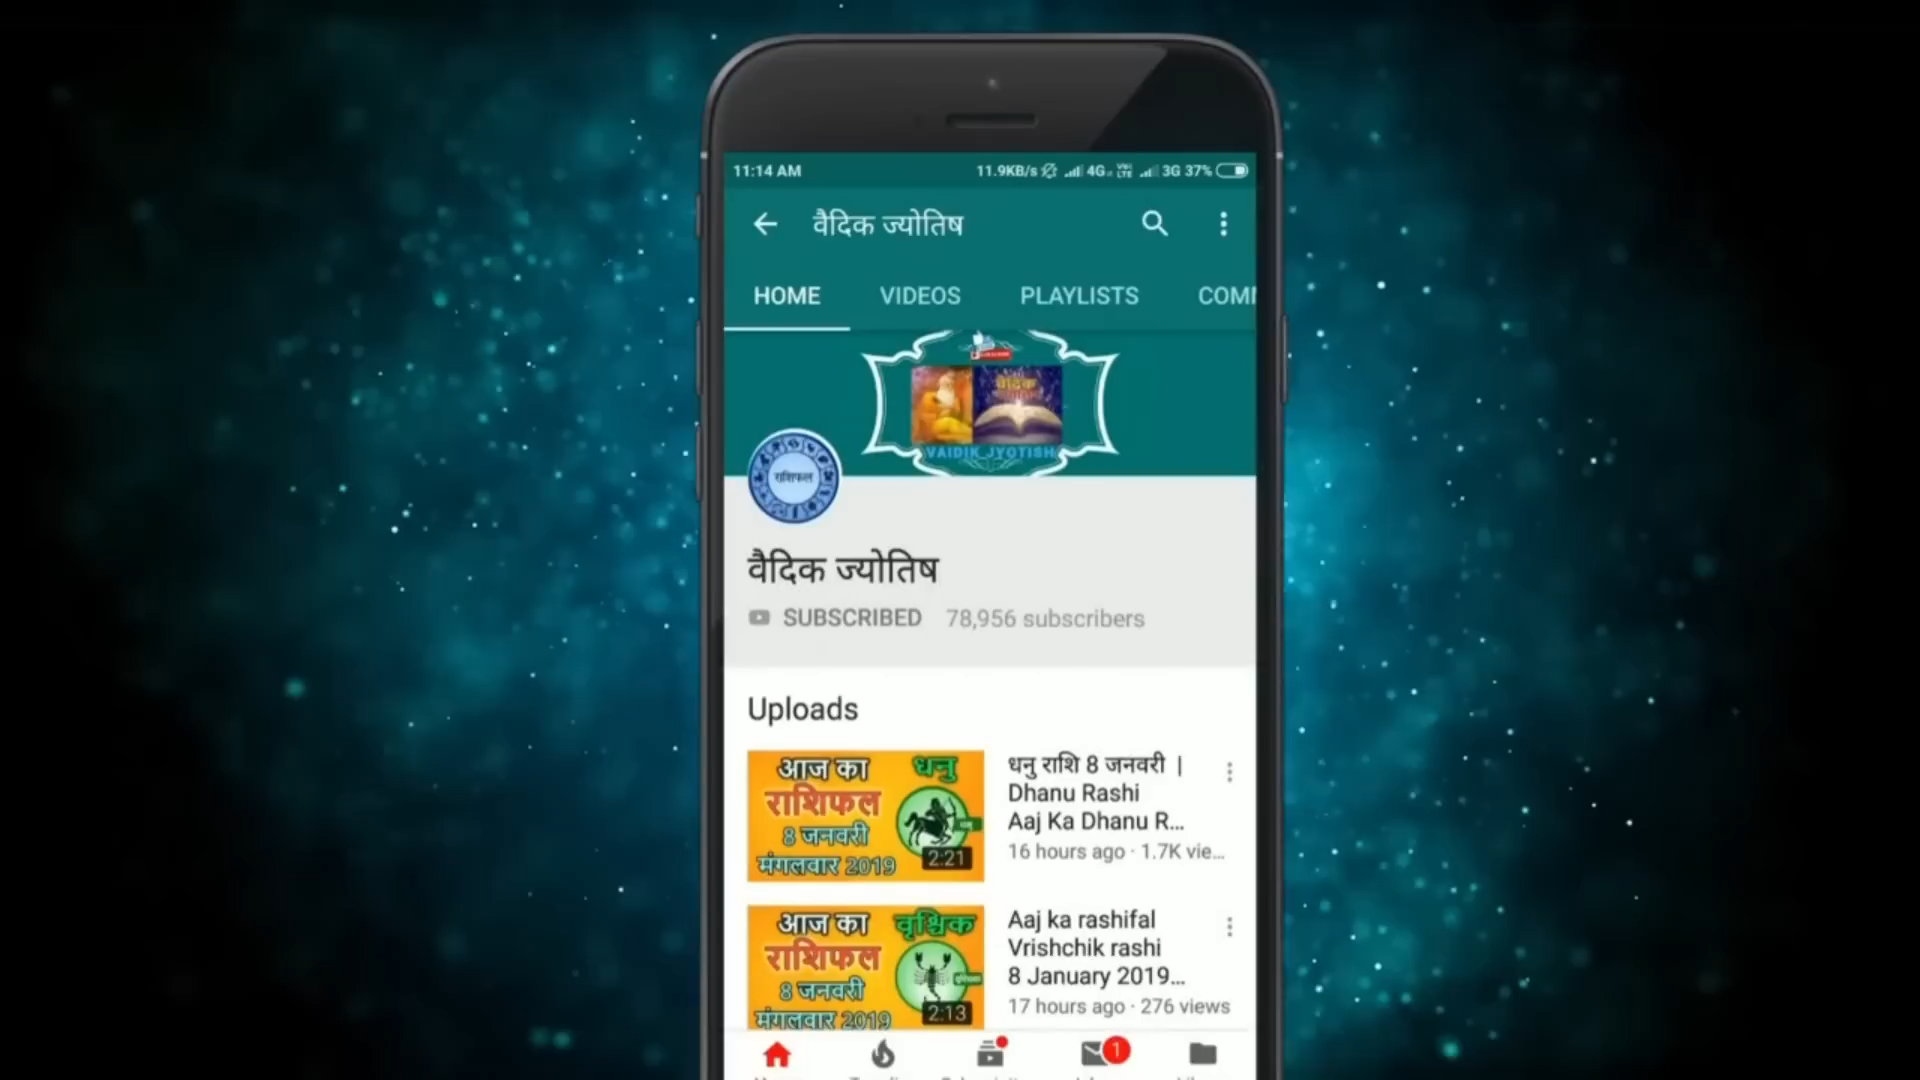 11:14 AM 11.9KB/s 4G VoLTE 3G 37%
वैदिक ज्योतिष
HOME VIDEOS PLAYLISTS COMM
वैदिक
VAIDIK JYOTISH
राशिफल
वैदिक ज्योतिष
SUBSCRIBED 78,956 subscribers
Uploads
आज का धनु
राशिफल
8 जनवरी
मंगलवार 2019
2:21
धनु राशि 8 जनवरी |
Dhanu Rashi
Aaj Ka Dhanu R...
16 hours ago · 1.7K vie...
आज का वृश्चिक
राशिफल
8 जनवरी
मंगलवार 2019
2:13
Aaj ka rashifal
Vrishchik rashi
8 January 2019...
17 hours ago · 276 views
1